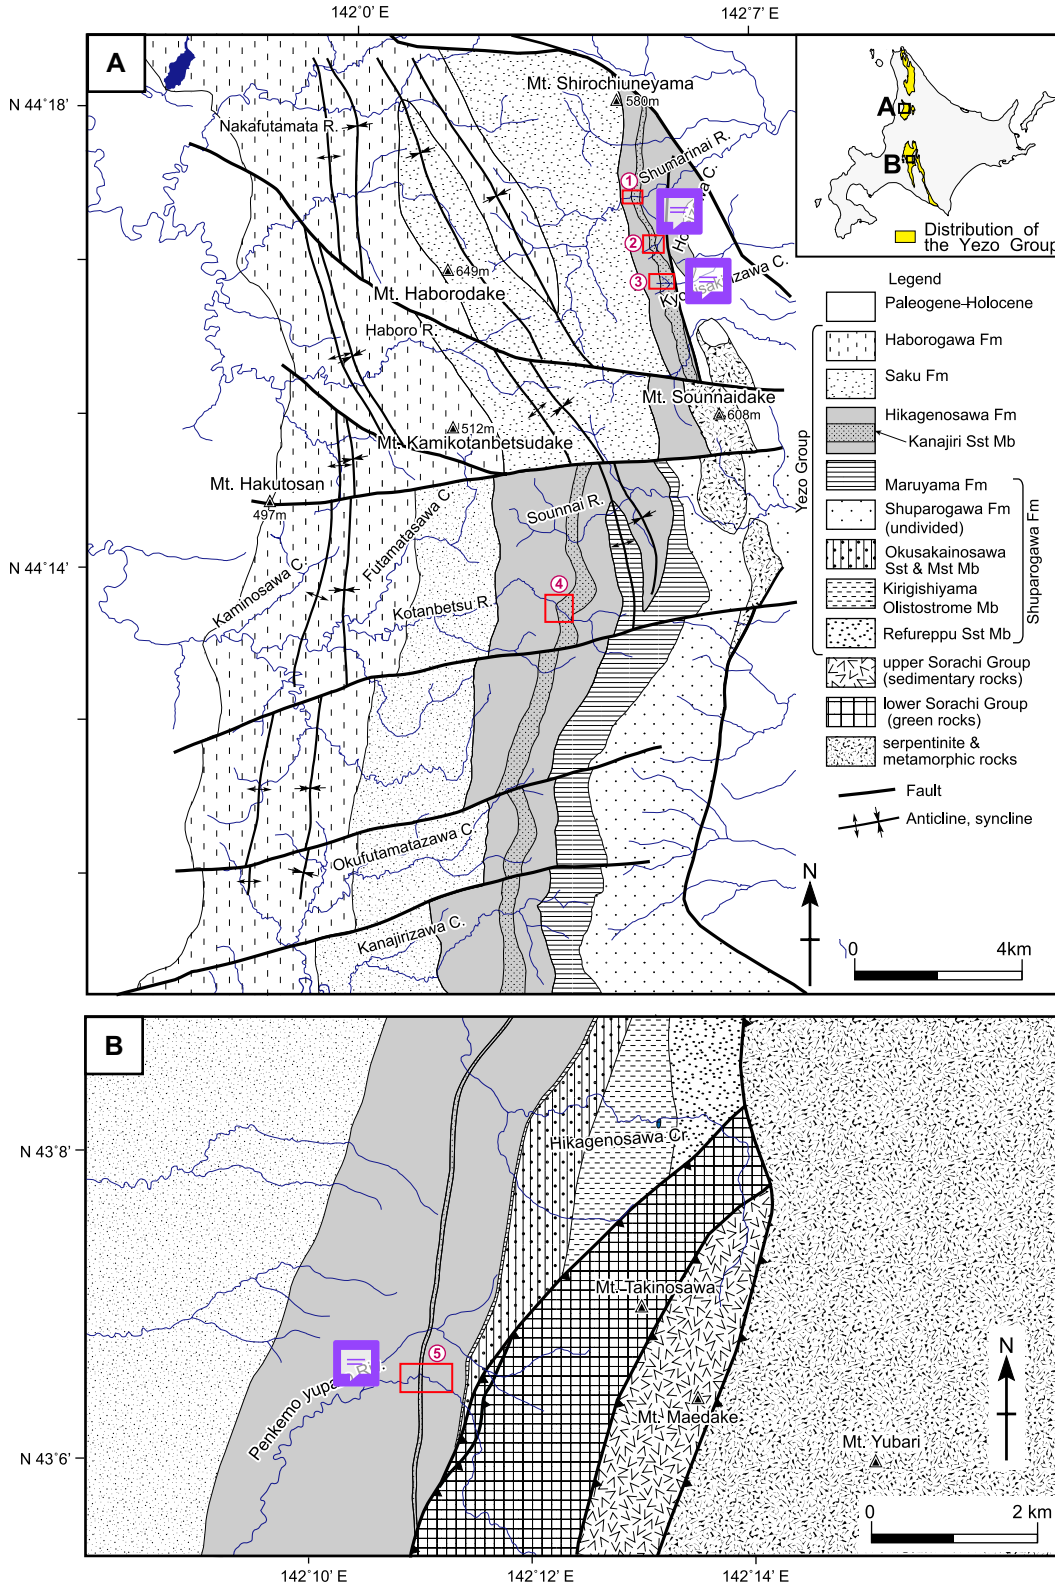 142°0' E
142°7' E
A
N 44°18'
Mt. Shirochiuneyama
580m
Nakafutamata R.
Shumarinai R.
1
2
3
649m
Mt. Haborodake
Haboro R.
Mt. Sounnaidake
608m
512m
Mt. Kamikotanbetsudake
Mt. Hakutosan
497m
Sounnai R.
Futamatasawa C.
N 44°14'
Kaminosawa C.
Kotanbetsu R.
4
Okufutamatazawa C.
Kanajirizawa C.
A
B
Distribution of
the Yezo Group
Legend
Paleogene–Holocene
Haborogawa Fm
Saku Fm
Hikagenosawa Fm
Kanajiri Sst Mb
Maruyama Fm
Shuparogawa Fm
(undivided)
Okusakainosawa
Sst & Mst Mb
Kirigishiyama
Olistostrome Mb
Refureppu Sst Mb
Yezo Group
Shuparogawa Fm
upper Sorachi Group
(sedimentary rocks)
lower Sorachi Group
(green rocks)
serpentinite &
metamorphic rocks
Fault
Anticline, syncline
N
0 4km
B
N 43°8'
Hikagenosawa Cr.
Mt. Takinosawa
5
Penkemo
Mt. Maedake
Mt. Yubari
N 43°6'
N
0 2 km
142°10' E
142°12' E
142°14' E